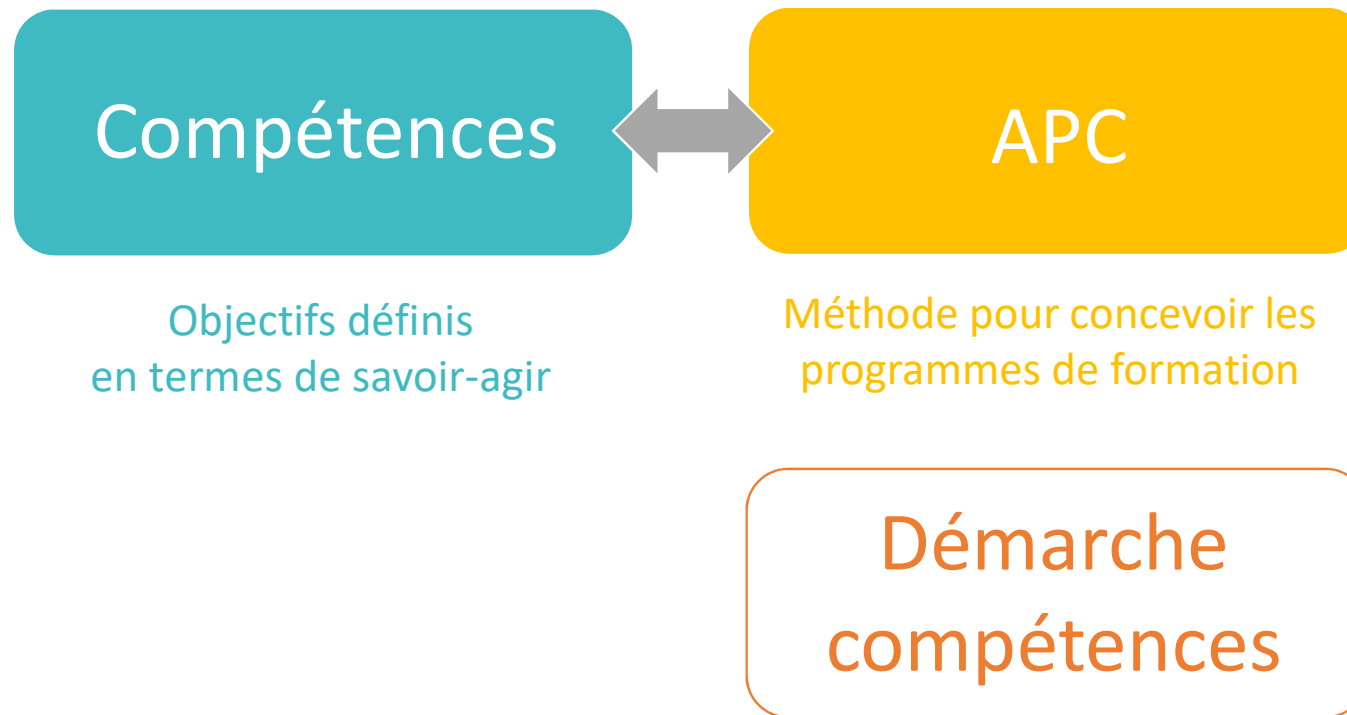 Compétences
APC
Objectifs définis
en termes de savoir-agir
Méthode pour concevoir les
programmes de formation
Démarche
compétences